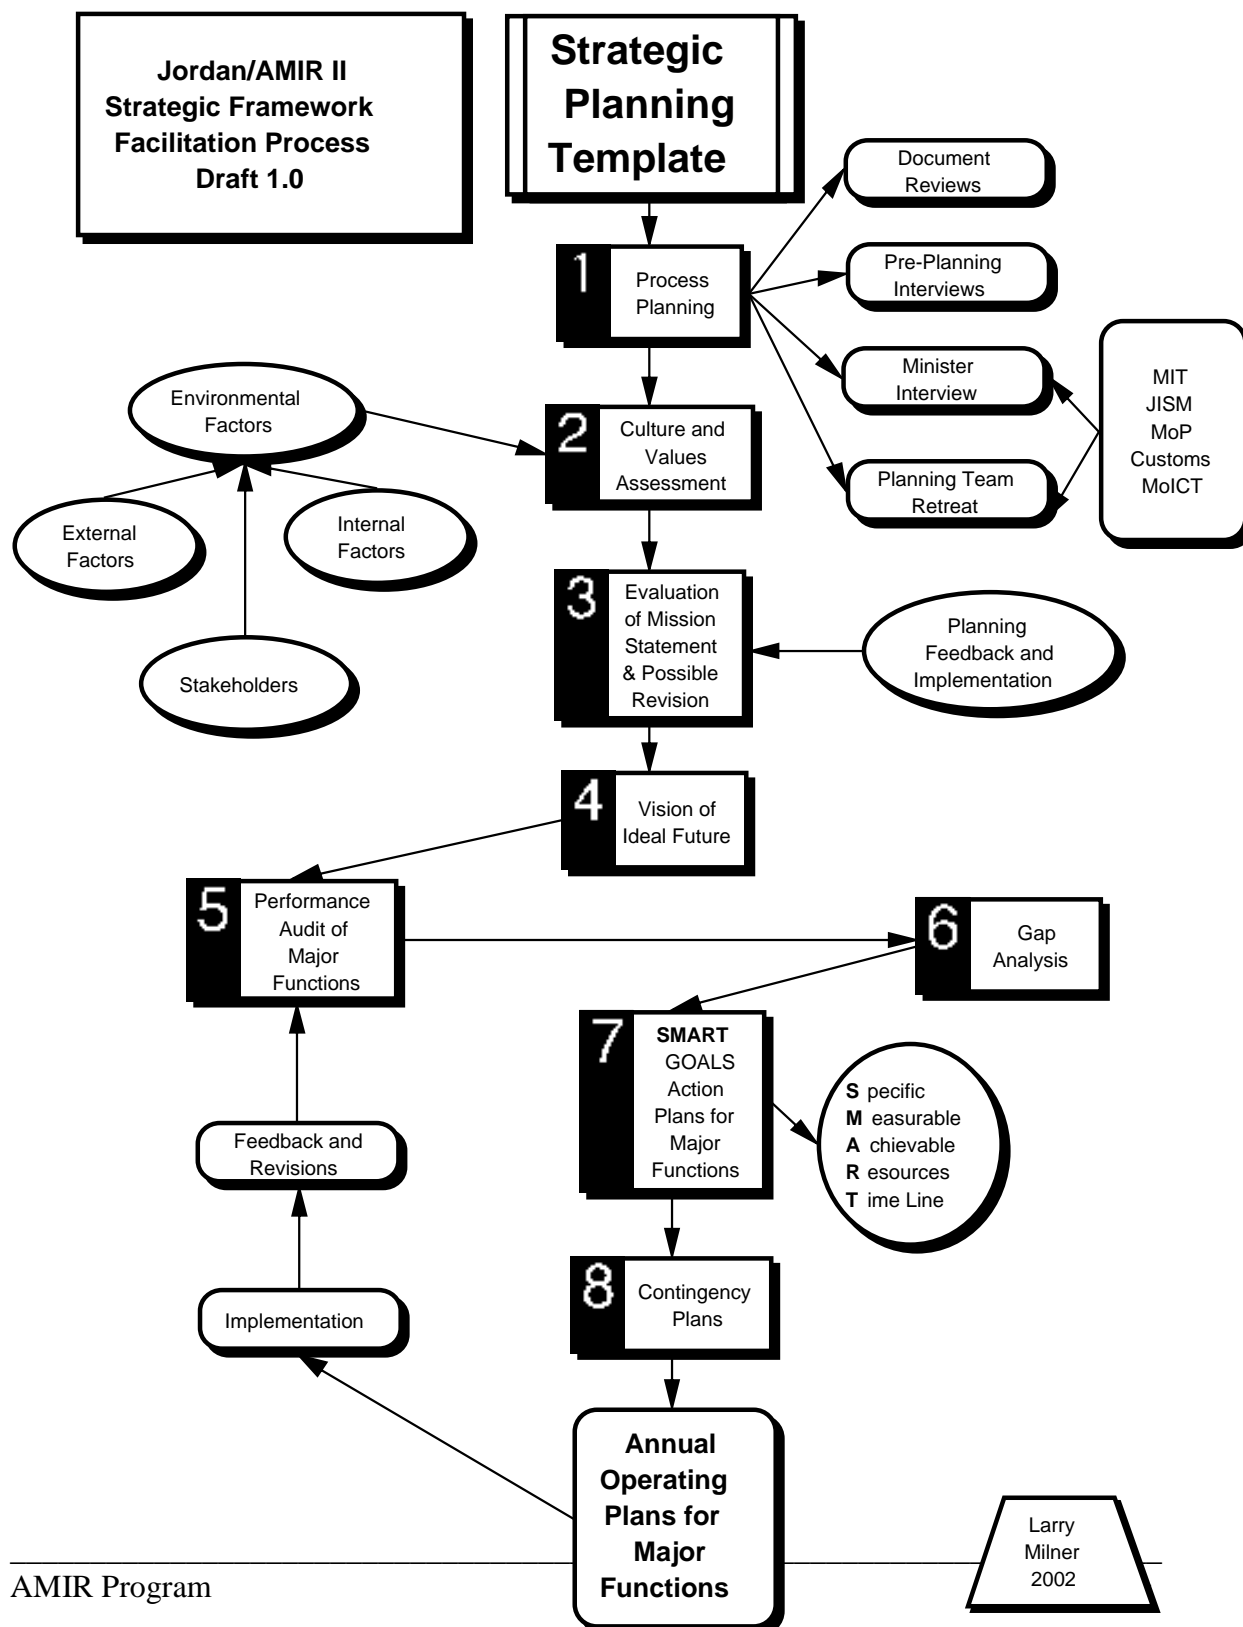 Jordan/AMIR II
Strategic Framework
Facilitation Process
Draft 1.0
Strategic
Planning
Template
Document
Reviews
1
Process
Planning
Pre-Planning
Interviews
Minister
Interview
MIT
JISM
MoP
Customs
MoICT
Planning Team
Retreat
Environmental
Factors
2
Culture and
Values
Assessment
External
Factors
Internal
Factors
Stakeholders
3
Evaluation
of Mission
Statement
& Possible
Revision
Planning
Feedback and
Implementation
4
Vision of
Ideal Future
5
Performance
Audit of
Major
Functions
6
Gap
Analysis
7
SMART
GOALS
Action
Plans for
Major
Functions
S pecific
M easurable
A chievable
R esources
T ime Line
Feedback and
Revisions
8
Contingency
Plans
Implementation
Annual
Operating
Plans for
Major
Functions
Larry
Milner
2002
AMIR Program